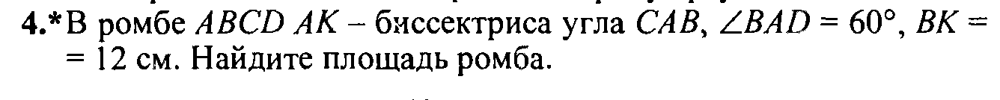 4.*В ромбе ABCD AK – биссектриса угла CAB, ∠BAD = 60°, BK =
= 12 см. Найдите площадь ромба.